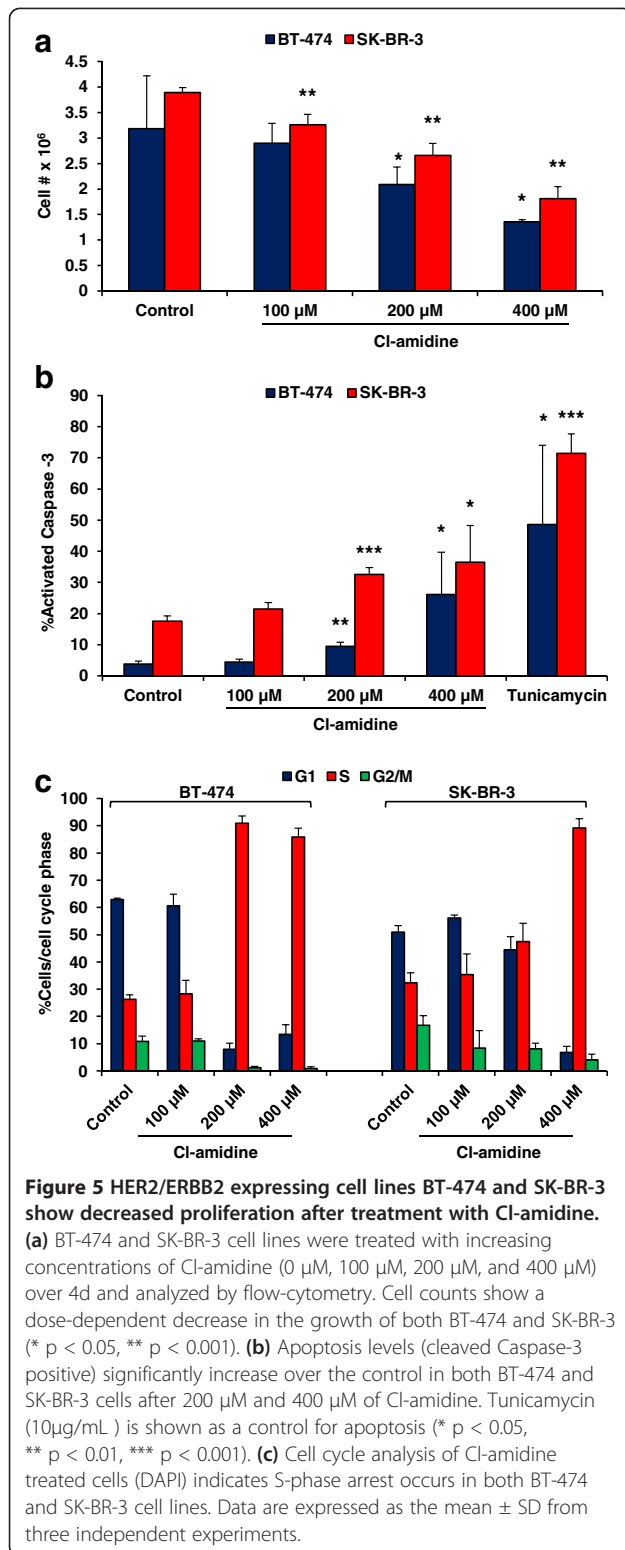 a
BT-474 SK-BR-3
4.5
4
3.5
3
2.5
2
1.5
1
0.5
0
Cell # x 10⁶
** ** ** * *
Control 100 µM 200 µM 400 µM
Cl-amidine
b
BT-474 SK-BR-3
90
80
70
60
50
40
30
20
10
0
%Activated Caspase -3
** *** * * * ***
Control 100 µM 200 µM 400 µM Tunicamycin
Cl-amidine
c
G1 S G2/M
BT-474 SK-BR-3
100
90
80
70
60
50
40
30
20
10
0
%Cells/cell cycle phase
Control 100 µM 200 µM 400 µM Control 100 µM 200 µM 400 µM
Cl-amidine Cl-amidine
Figure 5 HER2/ERBB2 expressing cell lines BT-474 and SK-BR-3
show decreased proliferation after treatment with Cl-amidine.
(a) BT-474 and SK-BR-3 cell lines were treated with increasing
concentrations of Cl-amidine (0 µM, 100 µM, 200 µM, and 400 µM)
over 4d and analyzed by flow-cytometry. Cell counts show a
dose-dependent decrease in the growth of both BT-474 and SK-BR-3
(* p < 0.05, ** p < 0.001). (b) Apoptosis levels (cleaved Caspase-3
positive) significantly increase over the control in both BT-474 and
SK-BR-3 cells after 200 µM and 400 µM of Cl-amidine. Tunicamycin
(10µg/mL ) is shown as a control for apoptosis (* p < 0.05,
** p < 0.01, *** p < 0.001). (c) Cell cycle analysis of Cl-amidine
treated cells (DAPI) indicates S-phase arrest occurs in both BT-474
and SK-BR-3 cell lines. Data are expressed as the mean ± SD from
three independent experiments.